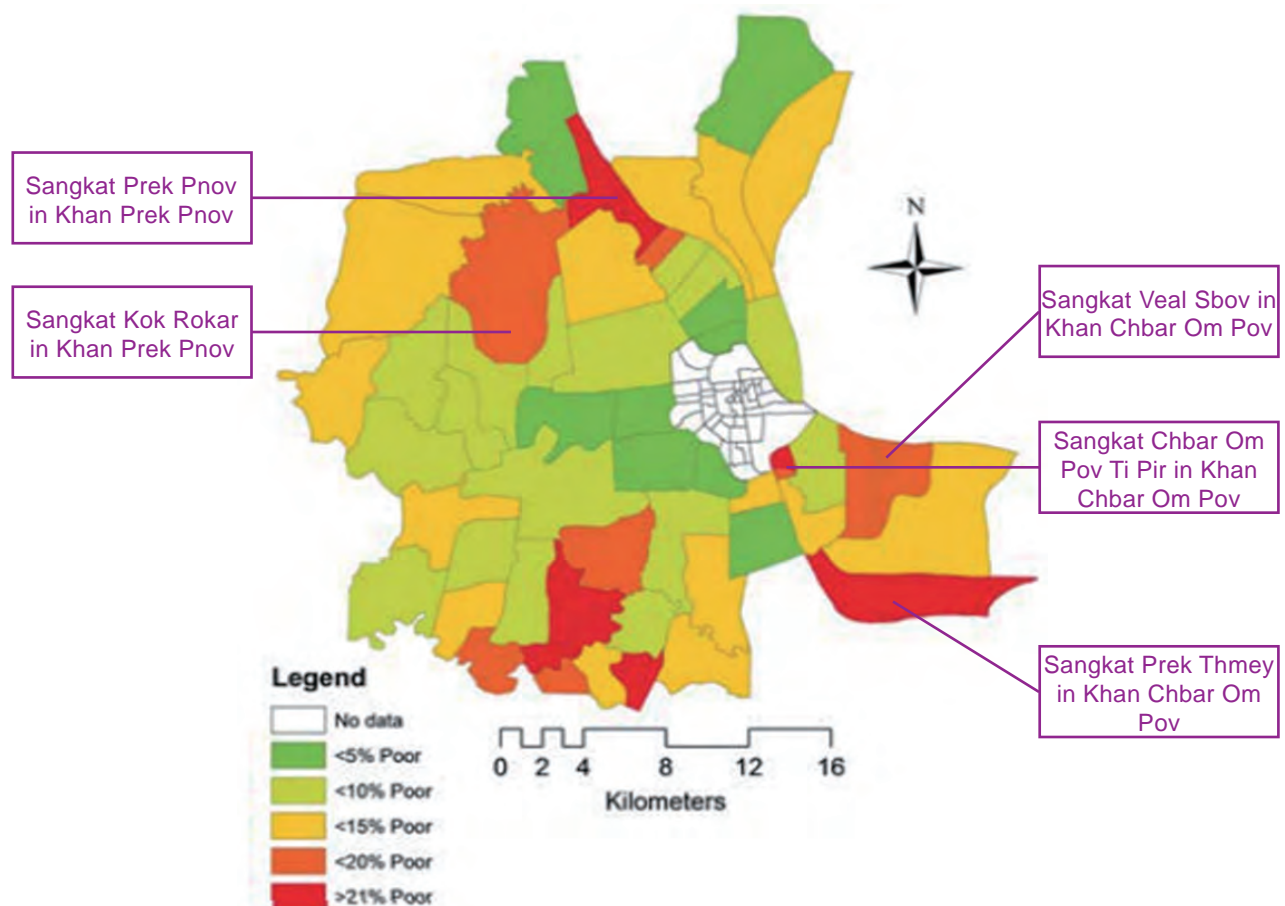 Sangkat Prek Pnov
in Khan Prek Pnov
Sangkat Kok Rokar
in Khan Prek Pnov
N
Sangkat Veal Sbov in
Khan Chbar Om Pov
Sangkat Chbar Om
Pov Ti Pir in Khan
Chbar Om Pov
Sangkat Prek Thmey
in Khan Chbar Om
Pov
Legend
No data
<5% Poor
<10% Poor
<15% Poor
<20% Poor
>21% Poor
0 2 4 8 12 16
Kilometers